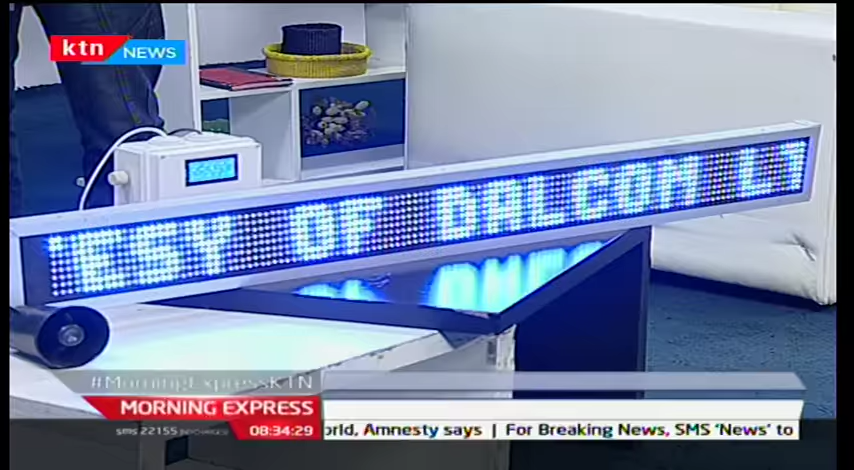 ktn NEWS
ESY OF DALCOM LT
#MorningExpressKTN
MORNING EXPRESS
sms 22155
08:34:29
orld, Amnesty says | For Breaking News, SMS 'News' to